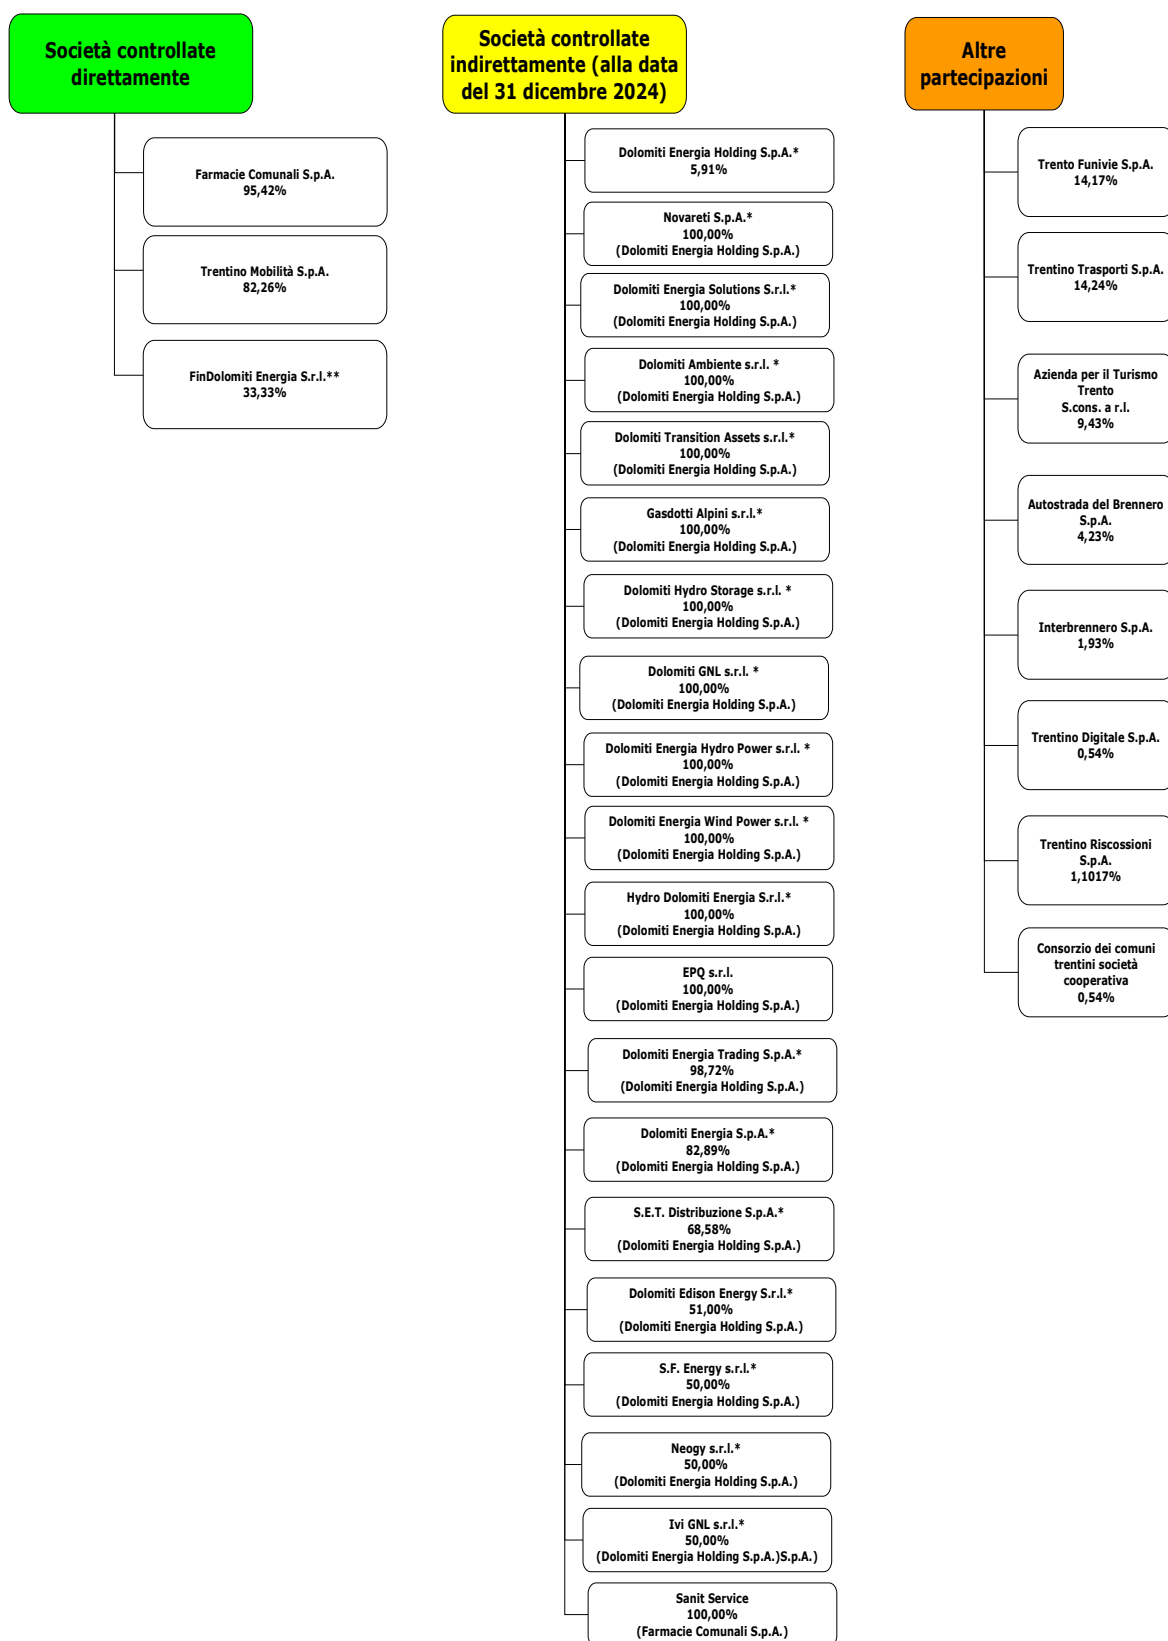 Società controllate
direttamente
Farmacie Comunali S.p.A.
95,42%
Trentino Mobilità S.p.A.
82,26%
FinDolomiti Energia S.r.l.**
33,33%
Società controllate
indirettamente (alla data
del 31 dicembre 2024)
Dolomiti Energia Holding S.p.A.*
5,91%
Novareti S.p.A.*
100,00%
(Dolomiti Energia Holding S.p.A.)
Dolomiti Energia Solutions S.r.l.*
100,00%
(Dolomiti Energia Holding S.p.A.)
Dolomiti Ambiente s.r.l. *
100,00%
(Dolomiti Energia Holding S.p.A.)
Dolomiti Transition Assets s.r.l.*
100,00%
(Dolomiti Energia Holding S.p.A.)
Gasdotti Alpini s.r.l.*
100,00%
(Dolomiti Energia Holding S.p.A.)
Dolomiti Hydro Storage s.r.l. *
100,00%
(Dolomiti Energia Holding S.p.A.)
Dolomiti GNL s.r.l. *
100,00%
(Dolomiti Energia Holding S.p.A.)
Dolomiti Energia Hydro Power s.r.l. *
100,00%
(Dolomiti Energia Holding S.p.A.)
Dolomiti Energia Wind Power s.r.l. *
100,00%
(Dolomiti Energia Holding S.p.A.)
Hydro Dolomiti Energia S.r.l.*
100,00%
(Dolomiti Energia Holding S.p.A.)
EPQ s.r.l.
100,00%
(Dolomiti Energia Holding S.p.A.)
Dolomiti Energia Trading S.p.A.*
98,72%
(Dolomiti Energia Holding S.p.A.)
Dolomiti Energia S.p.A.*
82,89%
(Dolomiti Energia Holding S.p.A.)
S.E.T. Distribuzione S.p.A.*
68,58%
(Dolomiti Energia Holding S.p.A.)
Dolomiti Edison Energy S.r.l.*
51,00%
(Dolomiti Energia Holding S.p.A.)
S.F. Energy s.r.l.*
50,00%
(Dolomiti Energia Holding S.p.A.)
Neogy s.r.l.*
50,00%
(Dolomiti Energia Holding S.p.A.)
Ivi GNL s.r.l.*
50,00%
(Dolomiti Energia Holding S.p.A.)S.p.A.)
Sanit Service
100,00%
(Farmacie Comunali S.p.A.)
Altre
partecipazioni
Trento Funivie S.p.A.
14,17%
Trentino Trasporti S.p.A.
14,24%
Azienda per il Turismo
Trento
S.cons. a r.l.
9,43%
Autostrada del Brennero
S.p.A.
4,23%
Interbrennero S.p.A.
1,93%
Trentino Digitale S.p.A.
0,54%
Trentino Riscossioni
S.p.A.
1,1017%
Consorzio dei comuni
trentini società
cooperativa
0,54%